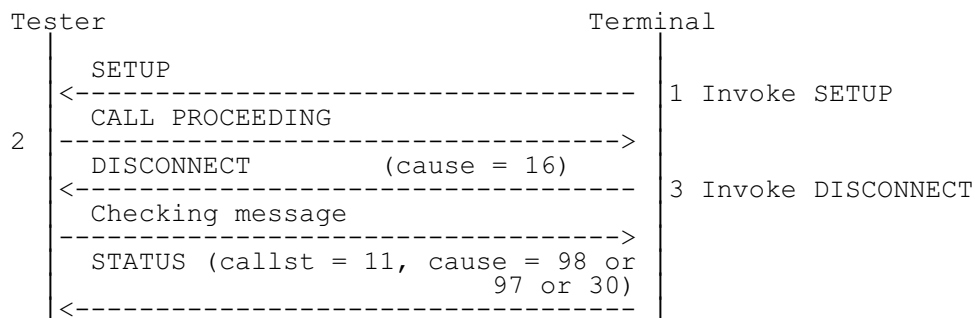 Tester Terminal
SETUP
<----------------------------------- 1 Invoke SETUP
CALL PROCEEDING
2 ----------------------------------->
DISCONNECT (cause = 16)
<----------------------------------- 3 Invoke DISCONNECT
Checking message
----------------------------------->
STATUS (callst = 11, cause = 98 or
97 or 30)
<-----------------------------------